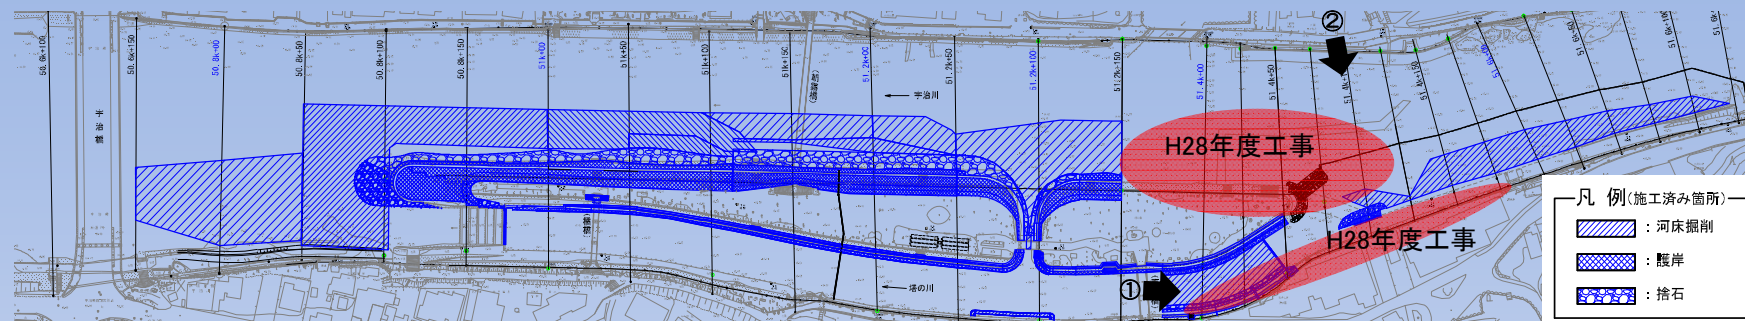 50.6k+100
50.6k+150
50.8k+00
50.8k+50
50.8k+100
50.8k+150
51k+00
51k+50
51k+100
51k+150
51.2k+00
51.2k+50
51.2k+100
51.2k+150
51.4k+00
51.4k+50
②
宇治橋
← 宇治川
H28年度工事
H28年度工事
← 塔の川
①
凡 例(施工済み箇所)
：河床掘削
：護岸
：捨石